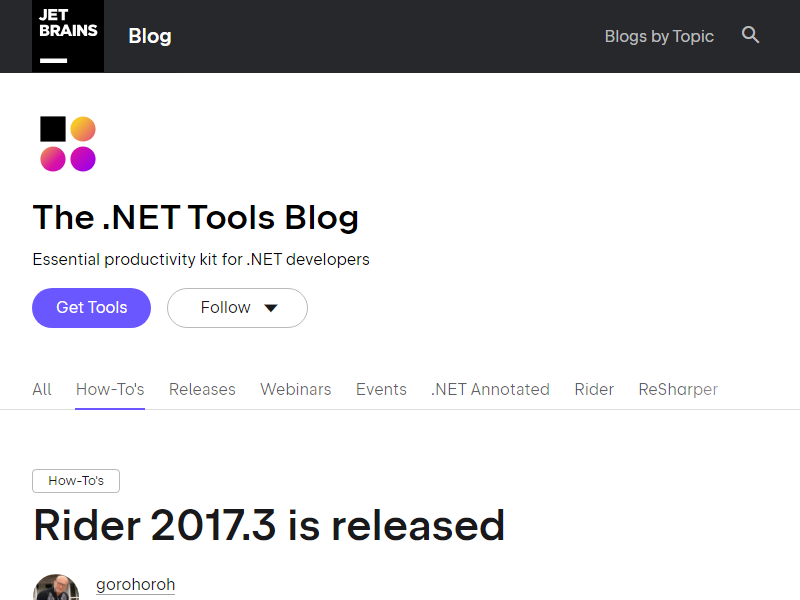 JET
BRAINS
Blog
Blogs by Topic
The .NET Tools Blog
Essential productivity kit for .NET developers
Get Tools
Follow
All How-To's Releases Webinars Events .NET Annotated Rider ReSharper
How-To's
Rider 2017.3 is released
gorohoroh